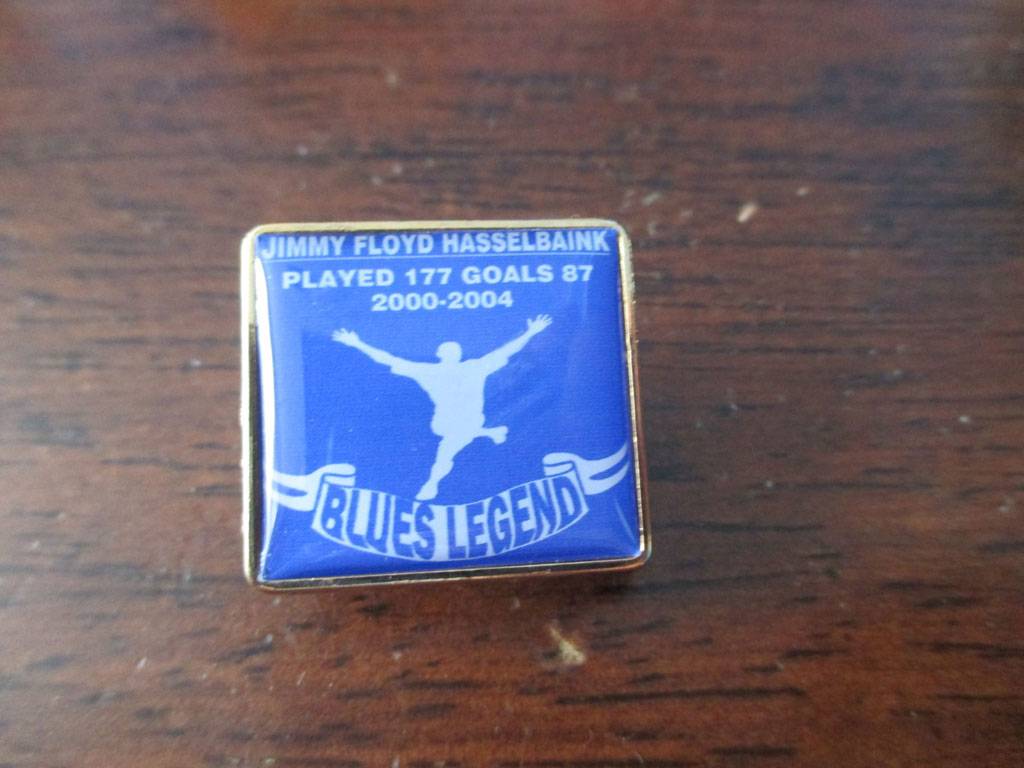 JIMMY FLOYD HASSELBAINK
PLAYED 177 GOALS 87
2000-2004
BLUES LEGEND